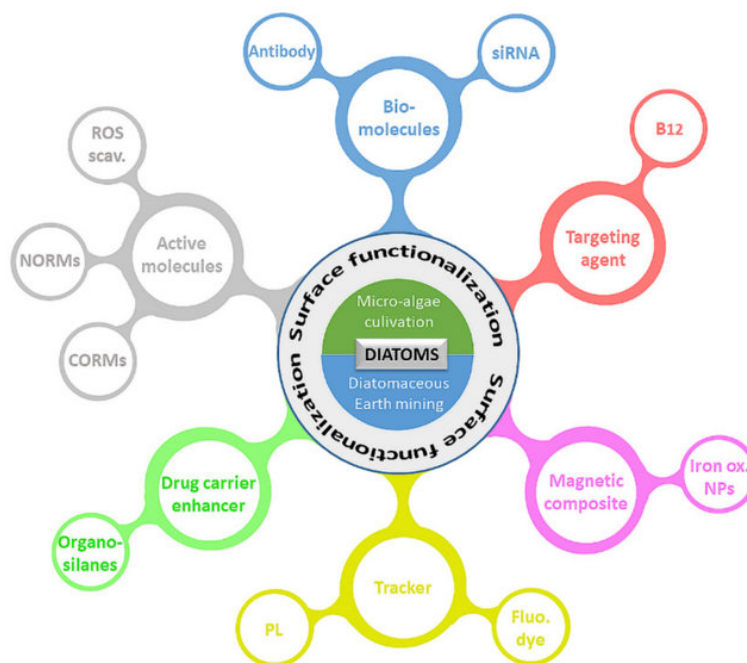 Antibody
siRNA
Bio-
molecules
ROS
scav.
B12
NORMs
Active
molecules
Targeting
agent
CORMs
Surface functionalization
Surface functionalization
Micro-algae
culivation
DIATOMS
Diatomaceous
Earth mining
Drug carrier
enhancer
Magnetic
composite
Iron ox.
NPs
Organo-
silanes
Tracker
PL
Fluo.
dye